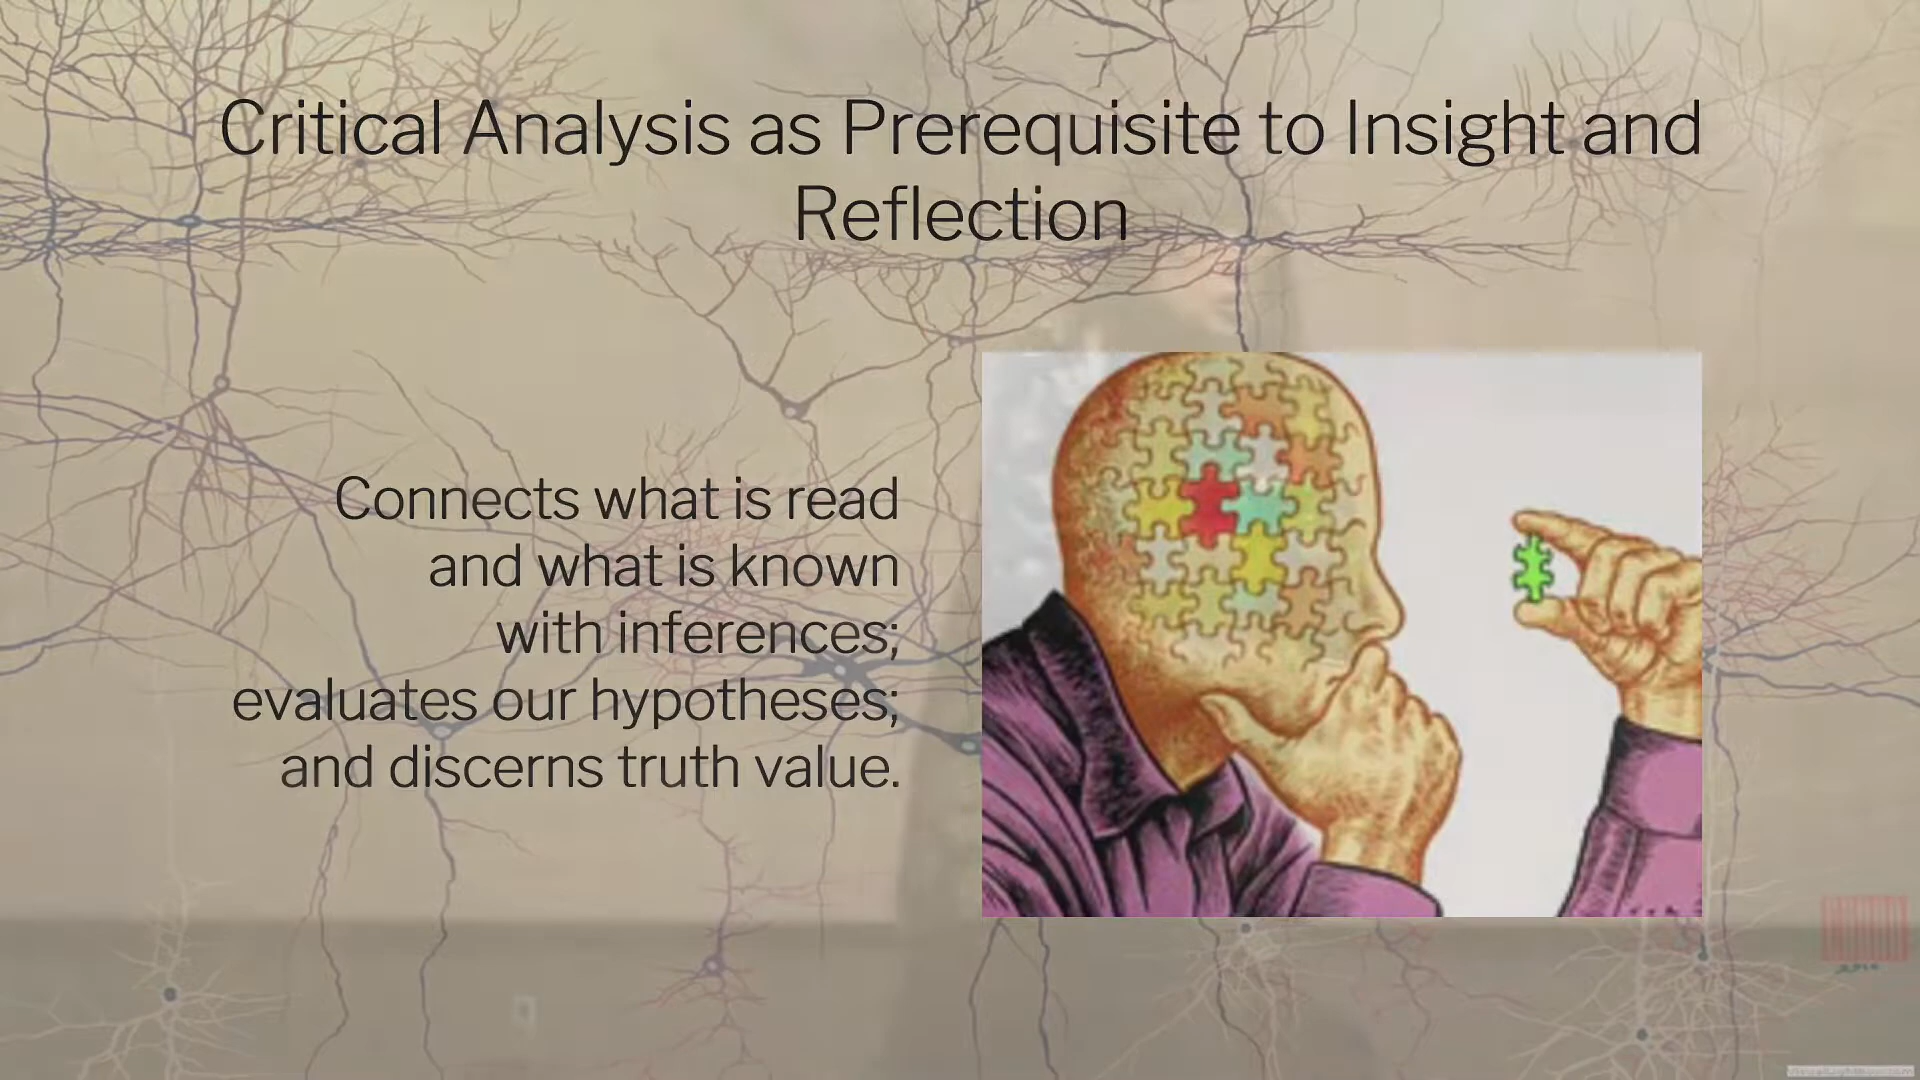 Critical Analysis as Prerequisite to Insight and
Reflection
Connects what is read
and what is known
with inferences;
evaluates our hypotheses;
and discerns truth value.